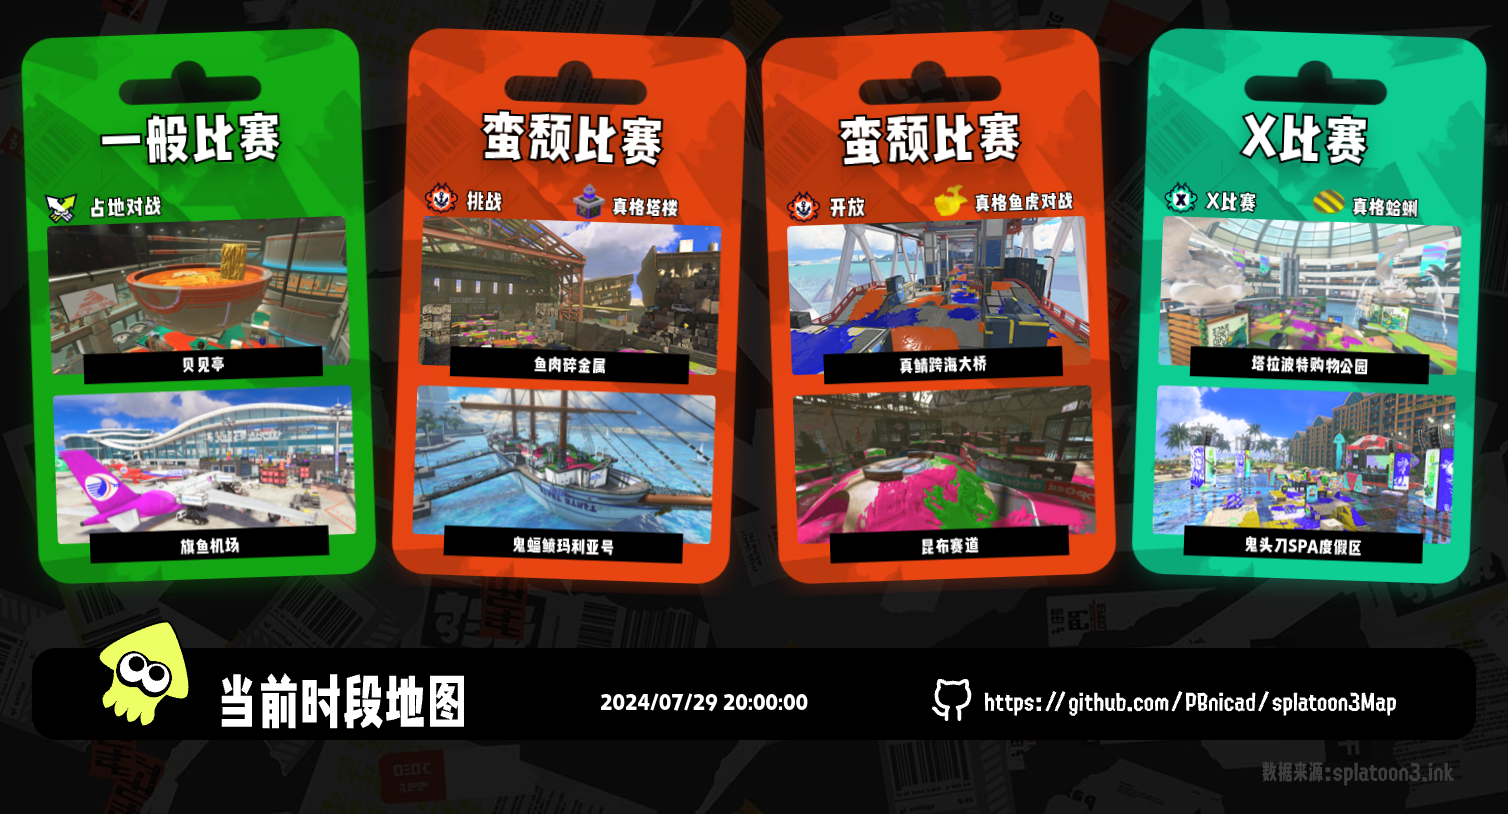 一般比赛
占地对战
贝见亭
旗鱼机场
蛮颓比赛
挑战
真格塔楼
鱼肉碎金属
鬼蝠鲼玛利亚号
蛮颓比赛
开放
真格鱼虎对战
真鲭跨海大桥
昆布赛道
X比赛
X比赛
真格蛤蜊
塔拉波特购物公园
鬼头刀SPA度假区
当前时段地图
2024/07/29 20:00:00
https://github.com/PBnicad/splatoon3Map
数据来源:splatoon3.ink